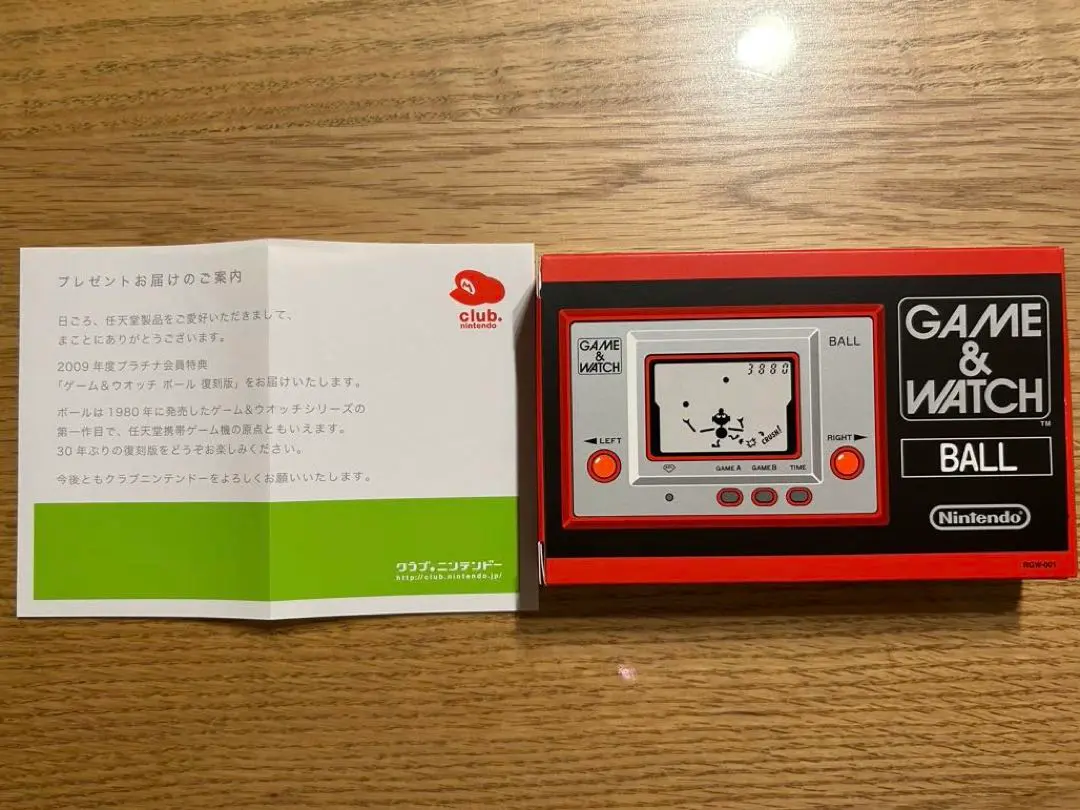 プレゼントお届けのご案内
日ごろ、任天堂製品をご愛好いただきまして、
まことにありがとうございます。
2009年度プラチナ会員特典
「ゲーム&ウオッチ ボール 復刻版」をお届けいたします。
ボールは1980年に発売したゲーム&ウオッチシリーズの
第一作目で、任天堂携帯ゲーム機の原点ともいえます。
30年ぶりの復刻版をどうぞお楽しみください。
今後ともクラブニンテンドーをよろしくお願いいたします。
M
club.
nintendo
クラブ。ニンテンドー
http://club.nintendo.jp/
GAME
&
WATCH
BALL
3880
CRUSH!
◀LEFT
RIGHT▶
GAME A
GAME B
TIME
GAME
&
WATCH
TM
BALL
Nintendo
RGW-001